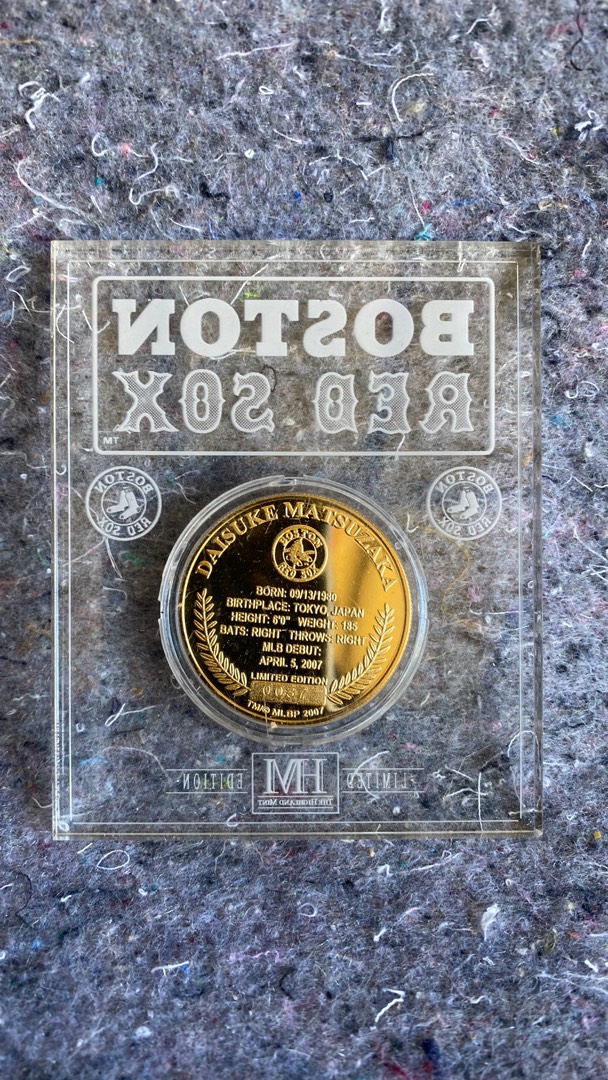 BOSTON
RED SOX
TM
BOSTON
RED SOX
BOSTON
RED SOX
DAISUKE MATSUZAKA
BOSTON
RED SOX
BORN: 09/13/1980
BIRTHPLACE: TOKYO, JAPAN
HEIGHT: 6'0" WEIGHT: 185
BATS: RIGHT THROWS: RIGHT
MLB DEBUT:
APRIL 5, 2007
LIMITED EDITION
TM/© MLBP 2007
-LIMITED
HM
THE HIGHLAND MINT
EDITION-